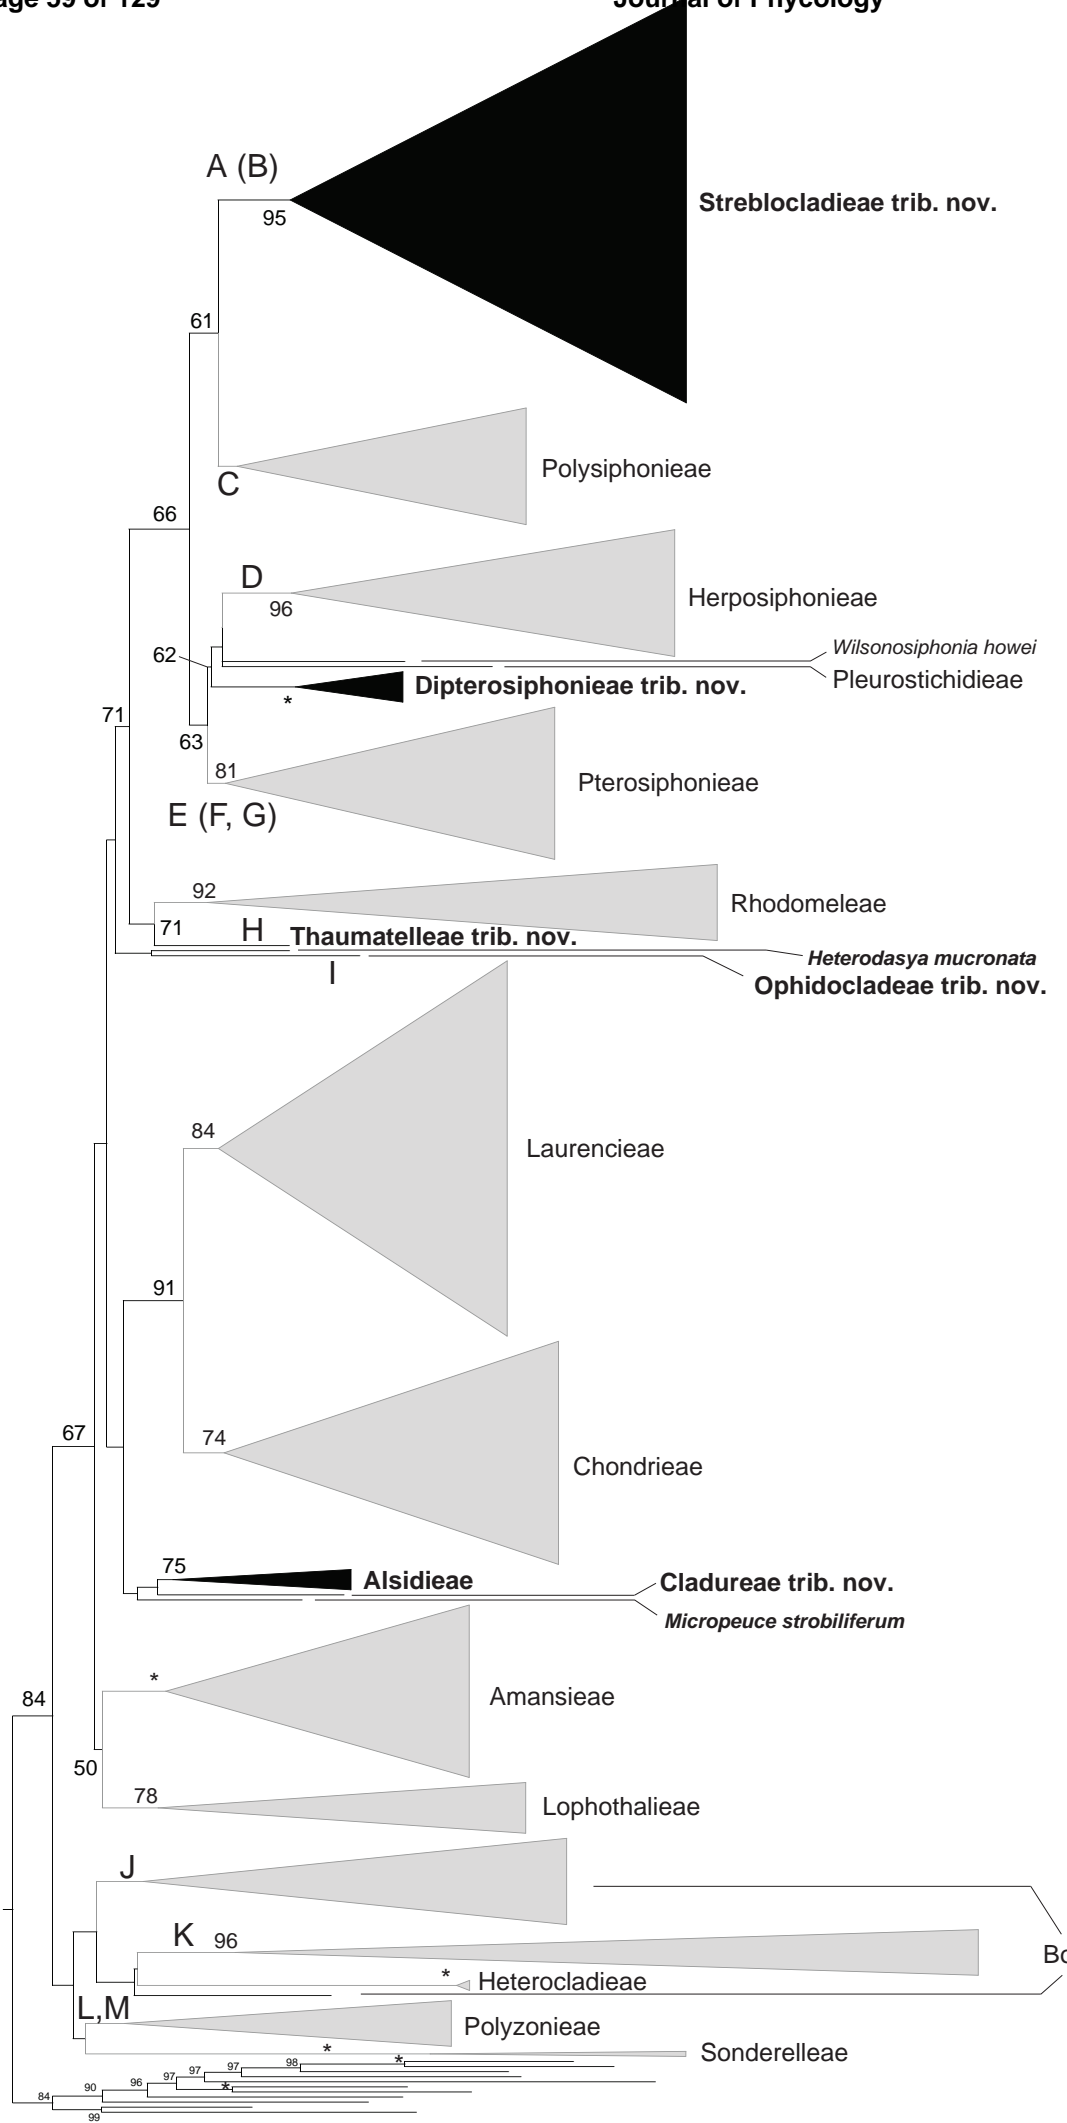 Journal of Phycology
A (B)
95
Streblocladieae trib. nov.
61
C
Polysiphonieae
66
D
96
Herposiphonieae
Wilsonosiphonia howei
62
Pleurostichidieae
Dipterosiphonieae trib. nov.
*
71
63
81
Pterosiphonieae
E (F, G)
92
Rhodomeleae
71
H
Thaumatelleae trib. nov.
Heterodasya mucronata
I
Ophidocladeae trib. nov.
84
Laurencieae
91
74
Chondrieae
67
75
Alsidieae
Cladureae trib. nov.
Micropeuce strobiliferum
*
Amansieae
84
50
78
Lophothalieae
J
K
96
*
Heterocladieae
L,M
Polyzonieae
*
Sonderelleae
*
98
97
97
97
96
*
90
84
99